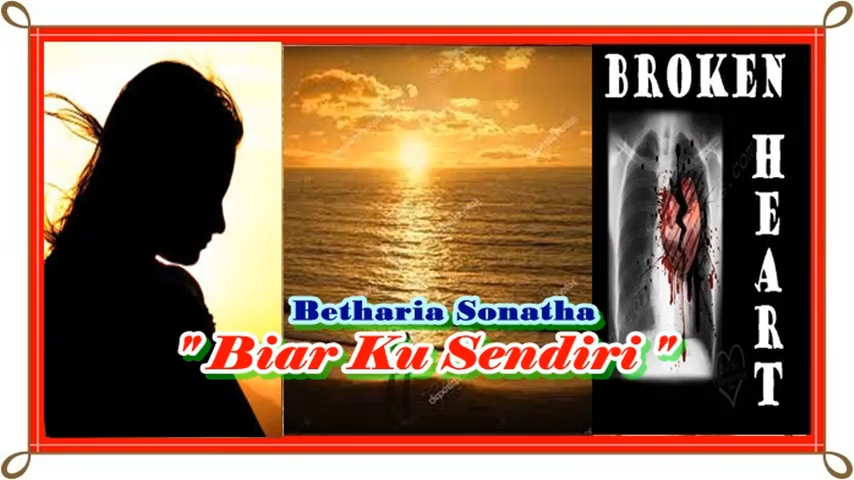 BROKEN
HEART
Betharia Sonatha
" Biar Ku Sendiri "